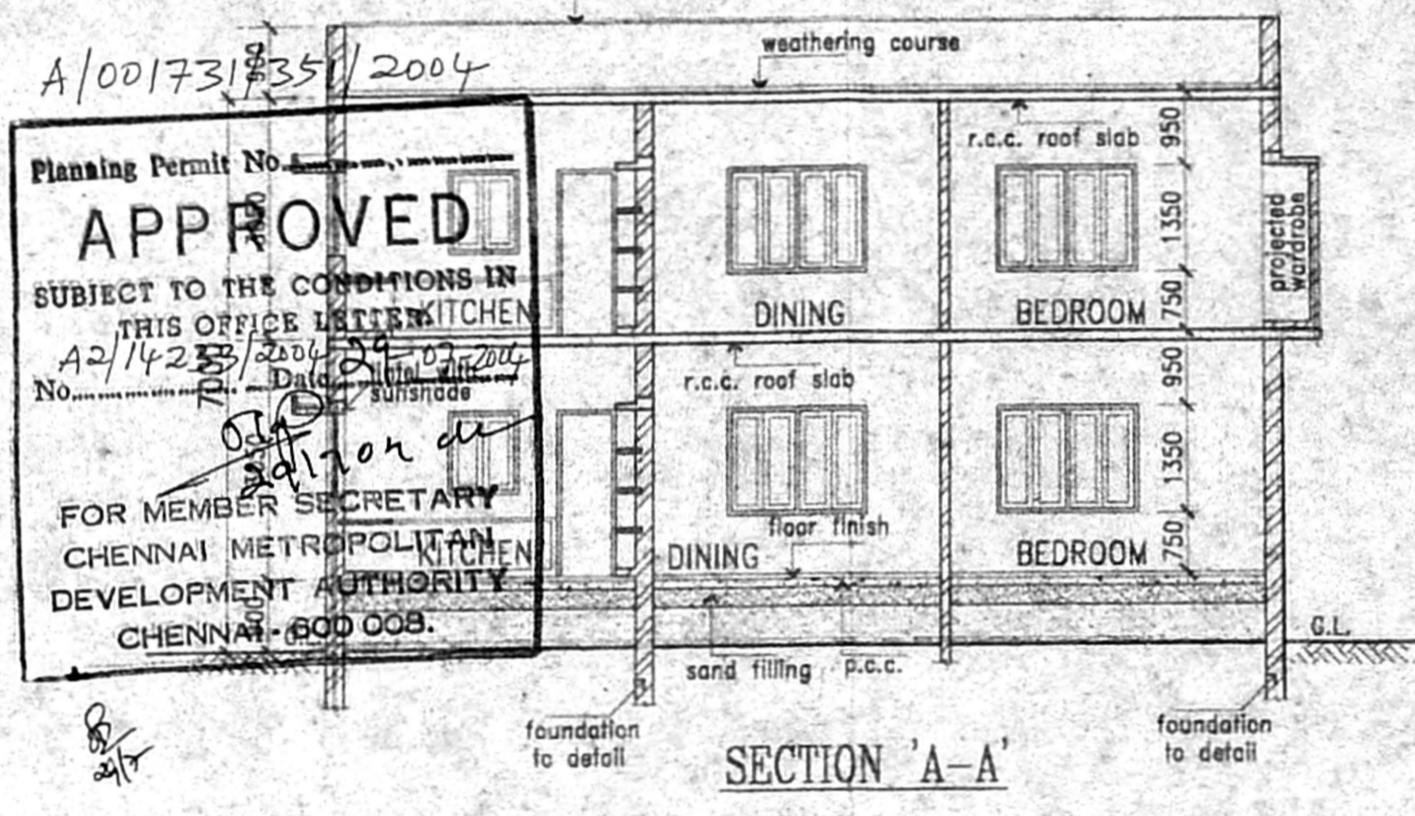 weathering course
A/001731/351/2004
r.c.c. roof slab
950
1350
750
projected
wardrobe
Planning Permit No.
APPROVED
SUBJECT TO THE CONDITIONS IN
THIS OFFICE LETTER
A2/14233/2004 29-07-2004
No. Date
KITCHEN
DINING
BEDROOM
r.c.c. roof slab
sunshade
950
1350
750
FOR MEMBER SECRETARY
CHENNAI METROPOLITAN
DEVELOPMENT AUTHORITY
CHENNAI - 600 008.
floor finish
KITCHEN
DINING
BEDROOM
G.L.
sand filling
p.c.c.
foundation
to detail
foundation
to detail
SECTION 'A-A'